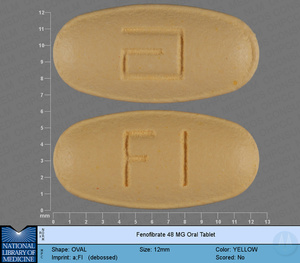 a
FI
12
11
10
9
8
7
6
5
4
3
2
1
0
mm
0 1 2 3 4 5 6 7 8 9 10 11 12 13
Fenofibrate 48 MG Oral Tablet
Shape: OVAL Size: 12mm Color: YELLOW
Imprint: a;FI (debossed) Scored: No
NATIONAL
LIBRARY OF
MEDICINE